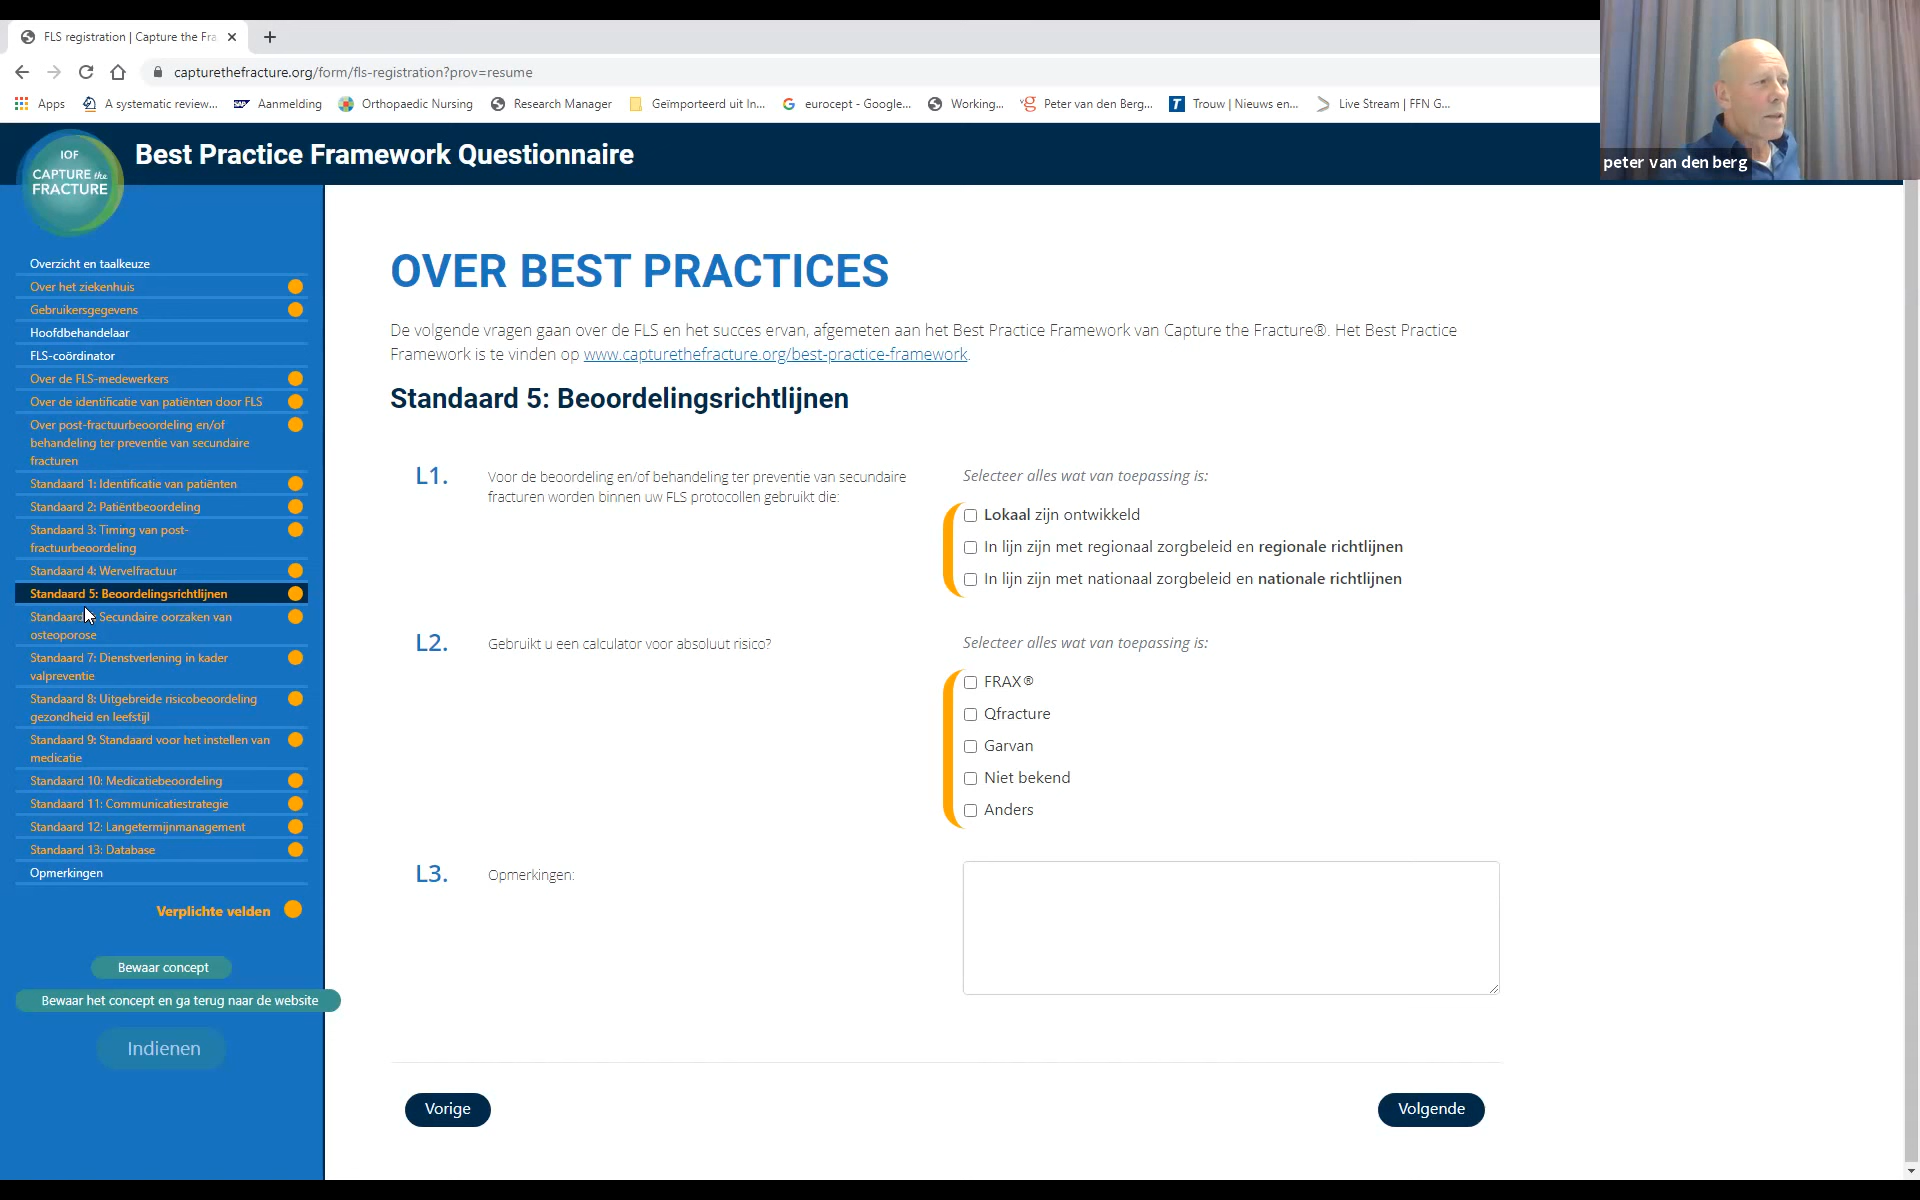 FLS registration | Capture the Fra
capturethefracture.org/form/fls-registration?prov=resume
Apps
A systematic review...
SAP
Aanmelding
Orthopaedic Nursing
Research Manager
Geïmporteerd uit In...
eurocept - Google...
Working...
Peter van den Berg...
T
Trouw | Nieuws en...
Live Stream | FFN G...
peter van den berg
IOF
CAPTURE the
FRACTURE
Best Practice Framework Questionnaire
Overzicht en taalkeuze
Over het ziekenhuis
Gebruikersgegevens
Hoofdbehandelaar
FLS-coördinator
Over de FLS-medewerkers
Over de identificatie van patiënten door FLS
Over post-fractuurbeoordeling en/of
behandeling ter preventie van secundaire
fracturen
Standaard 1: Identificatie van patiënten
Standaard 2: Patiëntbeoordeling
Standaard 3: Timing van post-
fractuurbeoordeling
Standaard 4: Wervelfractuur
Standaard 5: Beoordelingsrichtlijnen
Standaard Secundaire oorzaken van
osteoporose
Standaard 7: Dienstverlening in kader
valpreventie
Standaard 8: Uitgebreide risicobeoordeling
gezondheid en leefstijl
Standaard 9: Standaard voor het instellen van
medicatie
Standaard 10: Medicatiebeoordeling
Standaard 11: Communicatiestrategie
Standaard 12: Langetermijnmanagement
Standaard 13: Database
Opmerkingen
Verplichte velden
Bewaar concept
Bewaar het concept en ga terug naar de website
Indienen
OVER BEST PRACTICES
De volgende vragen gaan over de FLS en het succes ervan, afgemeten aan het Best Practice Framework van Capture the Fracture®. Het Best Practice
Framework is te vinden op www.capturethefracture.org/best-practice-framework.
Standaard 5: Beoordelingsrichtlijnen
L1.
Voor de beoordeling en/of behandeling ter preventie van secundaire
fracturen worden binnen uw FLS protocollen gebruikt die:
Selecteer alles wat van toepassing is:
Lokaal zijn ontwikkeld
In lijn zijn met regionaal zorgbeleid en regionale richtlijnen
In lijn zijn met nationaal zorgbeleid en nationale richtlijnen
L2.
Gebruikt u een calculator voor absoluut risico?
Selecteer alles wat van toepassing is:
FRAX®
Qfracture
Garvan
Niet bekend
Anders
L3.
Opmerkingen:
Vorige
Volgende